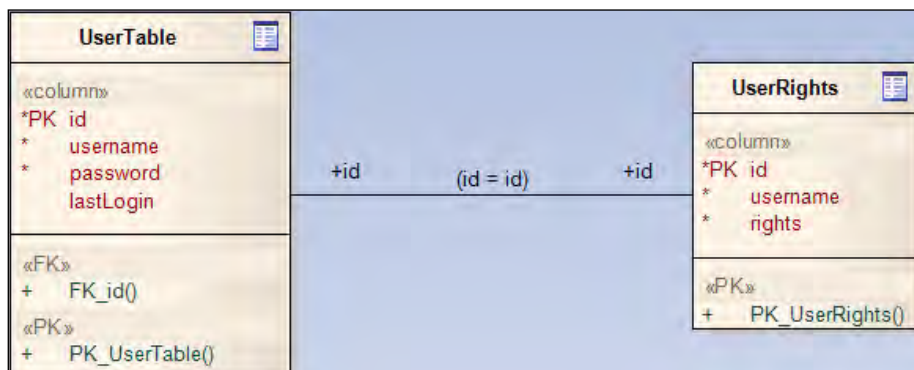 UserTable
«column»
*PK id
* username
* password
lastLogin
«FK»
+ FK_id()
«PK»
+ PK_UserTable()
+id
(id = id)
+id
UserRights
«column»
*PK id
* username
* rights
«PK»
+ PK_UserRights()